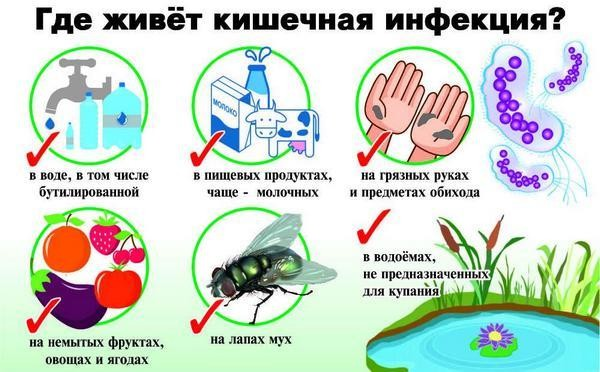 Где живёт кишечная инфекция?
МОЛОКО
в воде, в том числе
бутилированной
в пищевых продуктах,
чаще - молочных
на грязных руках
и предметах обихода
на немытых фруктах,
овощах и ягодах
на лапах мух
в водоёмах,
не предназначенных
для купания